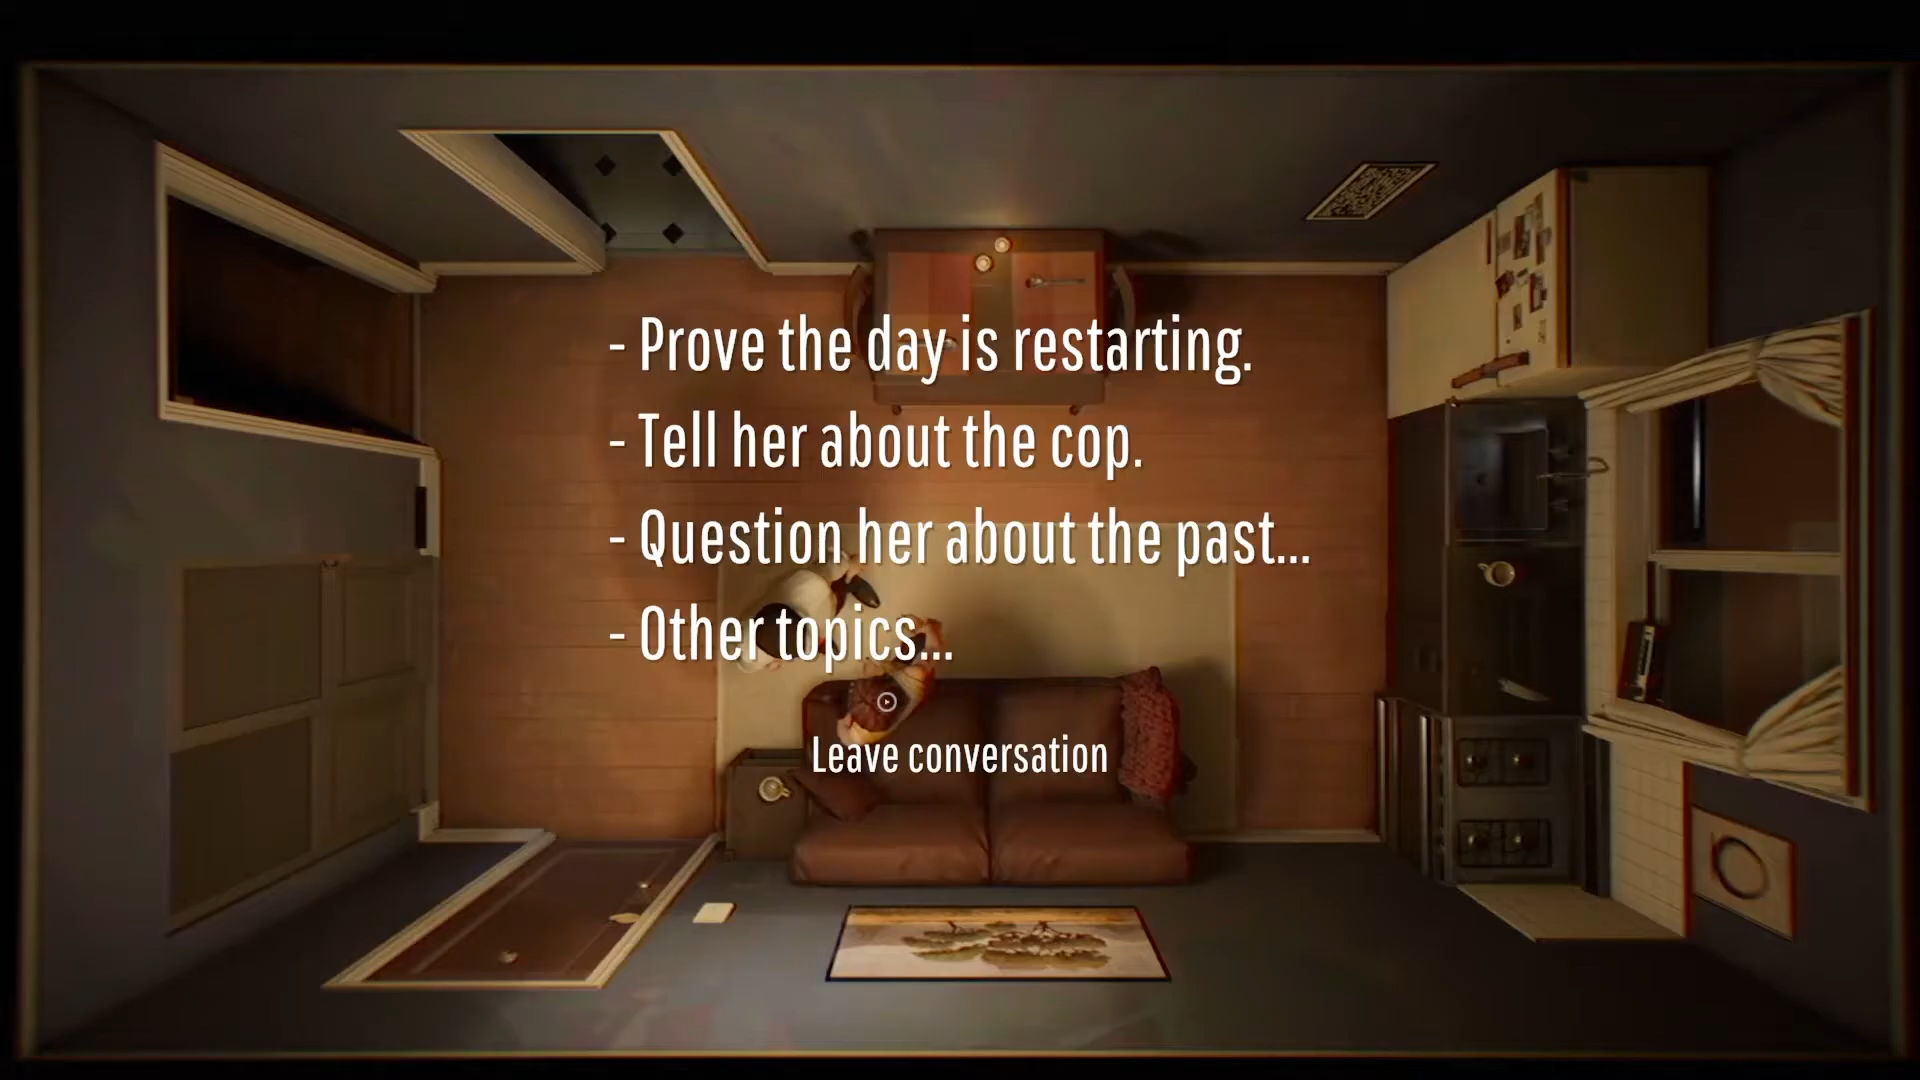 - Prove the day is restarting.
- Tell her about the cop.
- Question her about the past...
- Other topics...
Leave conversation